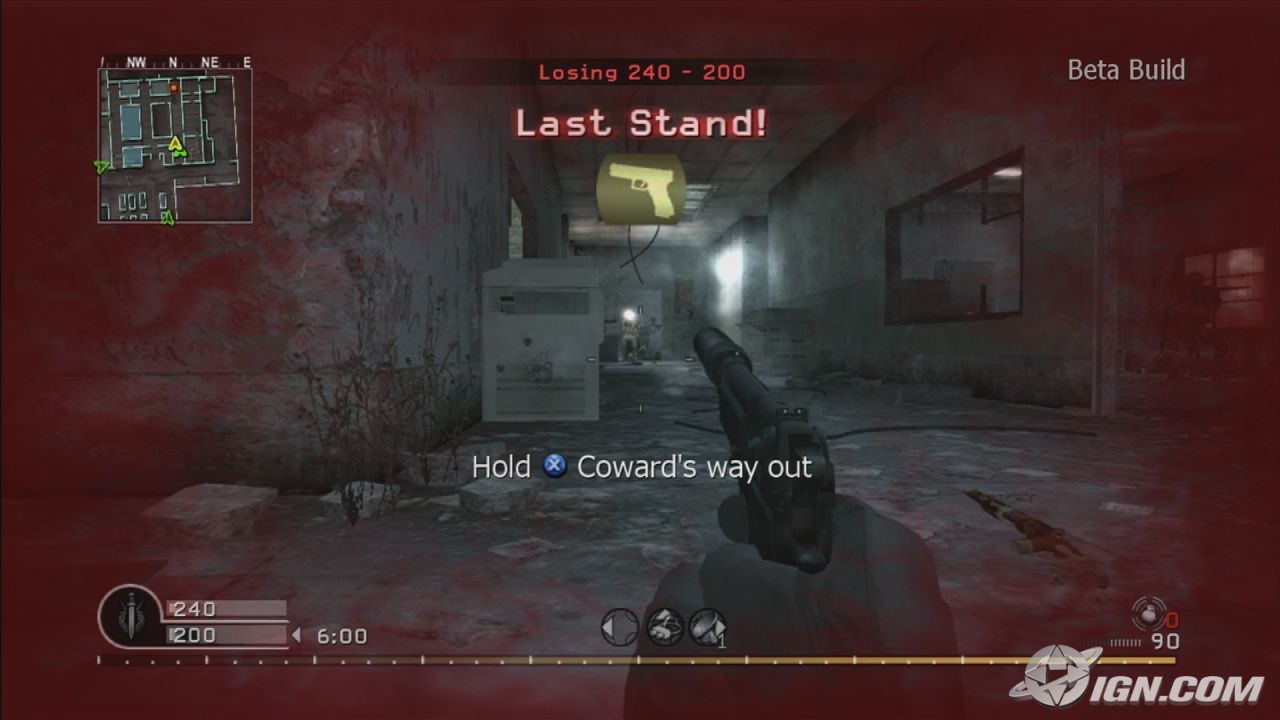 NW N NE E
Losing 240 - 200
Beta Build
Last Stand!
Hold X Coward's way out
240
200 6:00
1
0
90
IGN.COM